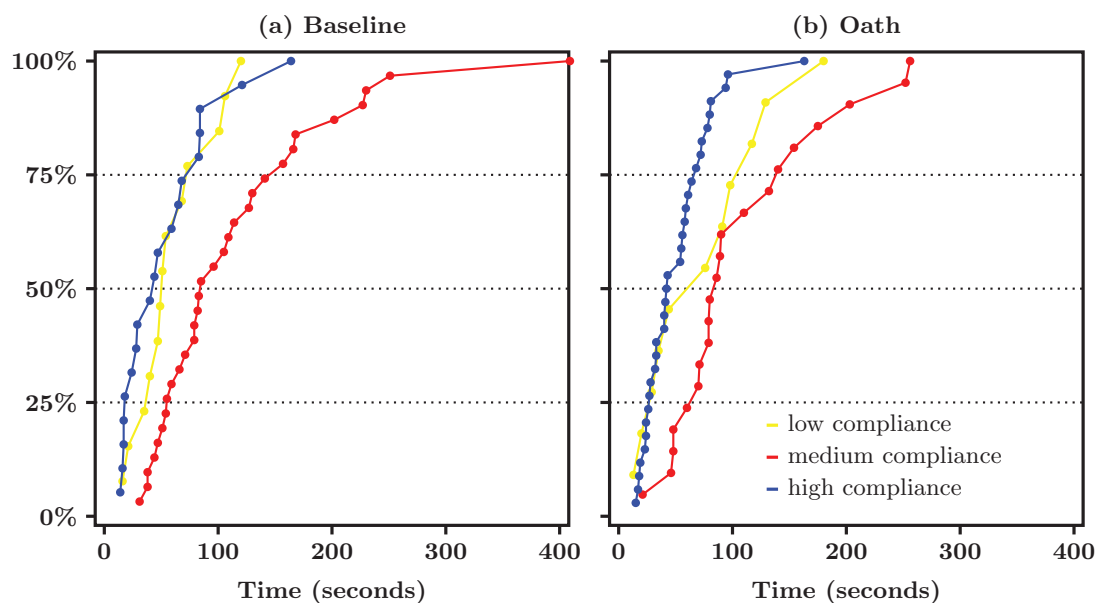 (a) Baseline
(b) Oath
100%
75%
50%
25%
0%
low compliance
medium compliance
high compliance
0 100 200 300 400
0 100 200 300 400
Time (seconds)
Time (seconds)